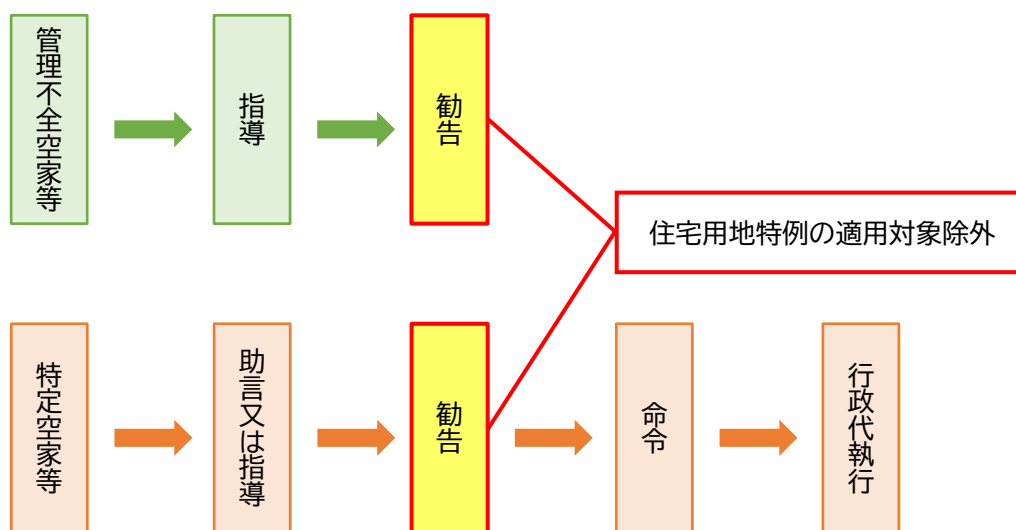 管理不全空家等
指導
勧告
住宅用地特例の適用対象除外
特定空家等
助言又は指導
勧告
命令
行政代執行